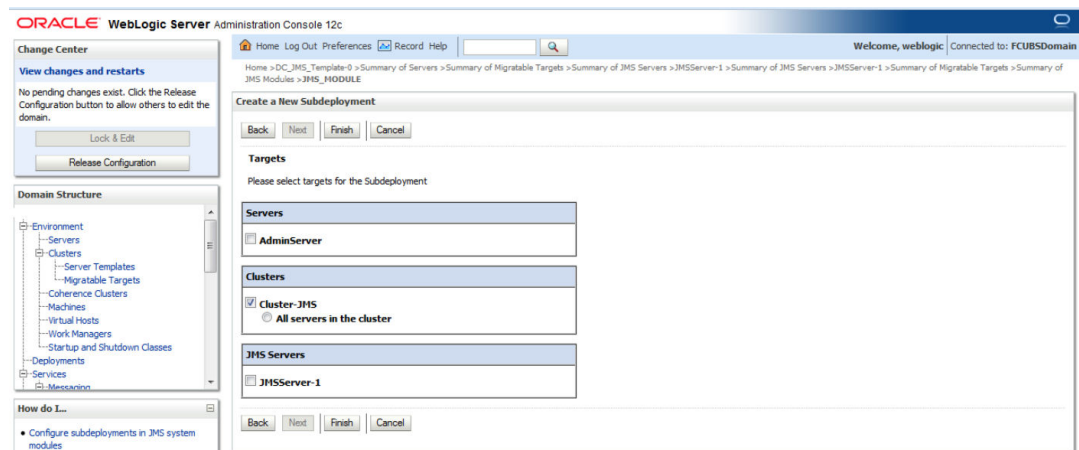 ORACLE WebLogic Server Administration Console 12c
Change Center
View changes and restarts
No pending changes exist. Click the Release
Configuration button to allow others to edit the
domain.
Lock & Edit
Release Configuration
Domain Structure
Environment
Servers
Clusters
Server Templates
Migratable Targets
Coherence Clusters
Machines
Virtual Hosts
Work Managers
Startup and Shutdown Classes
Deployments
Services
Messaging
How do I...
Configure subdeployments in JMS system
modules
Home Log Out Preferences Record Help
Welcome, weblogic Connected to: FCUBSDomain
Home >DC_JMS_Template-0 >Summary of Servers >Summary of Migratable Targets >Summary of JMS Servers >JMSServer-1 >Summary of JMS Servers >JMSServer-1 >Summary of Migratable Targets >Summary of
JMS Modules >JMS_MODULE
Create a New Subdeployment
Back Next Finish Cancel
Targets
Please select targets for the Subdeployment
Servers
AdminServer
Clusters
Cluster-JMS
All servers in the cluster
JMS Servers
JMSServer-1
Back Next Finish Cancel